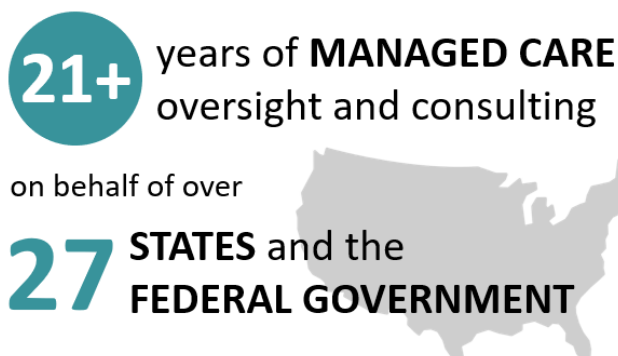 21+
years of MANAGED CARE
oversight and consulting
on behalf of over
27
STATES and the
FEDERAL GOVERNMENT